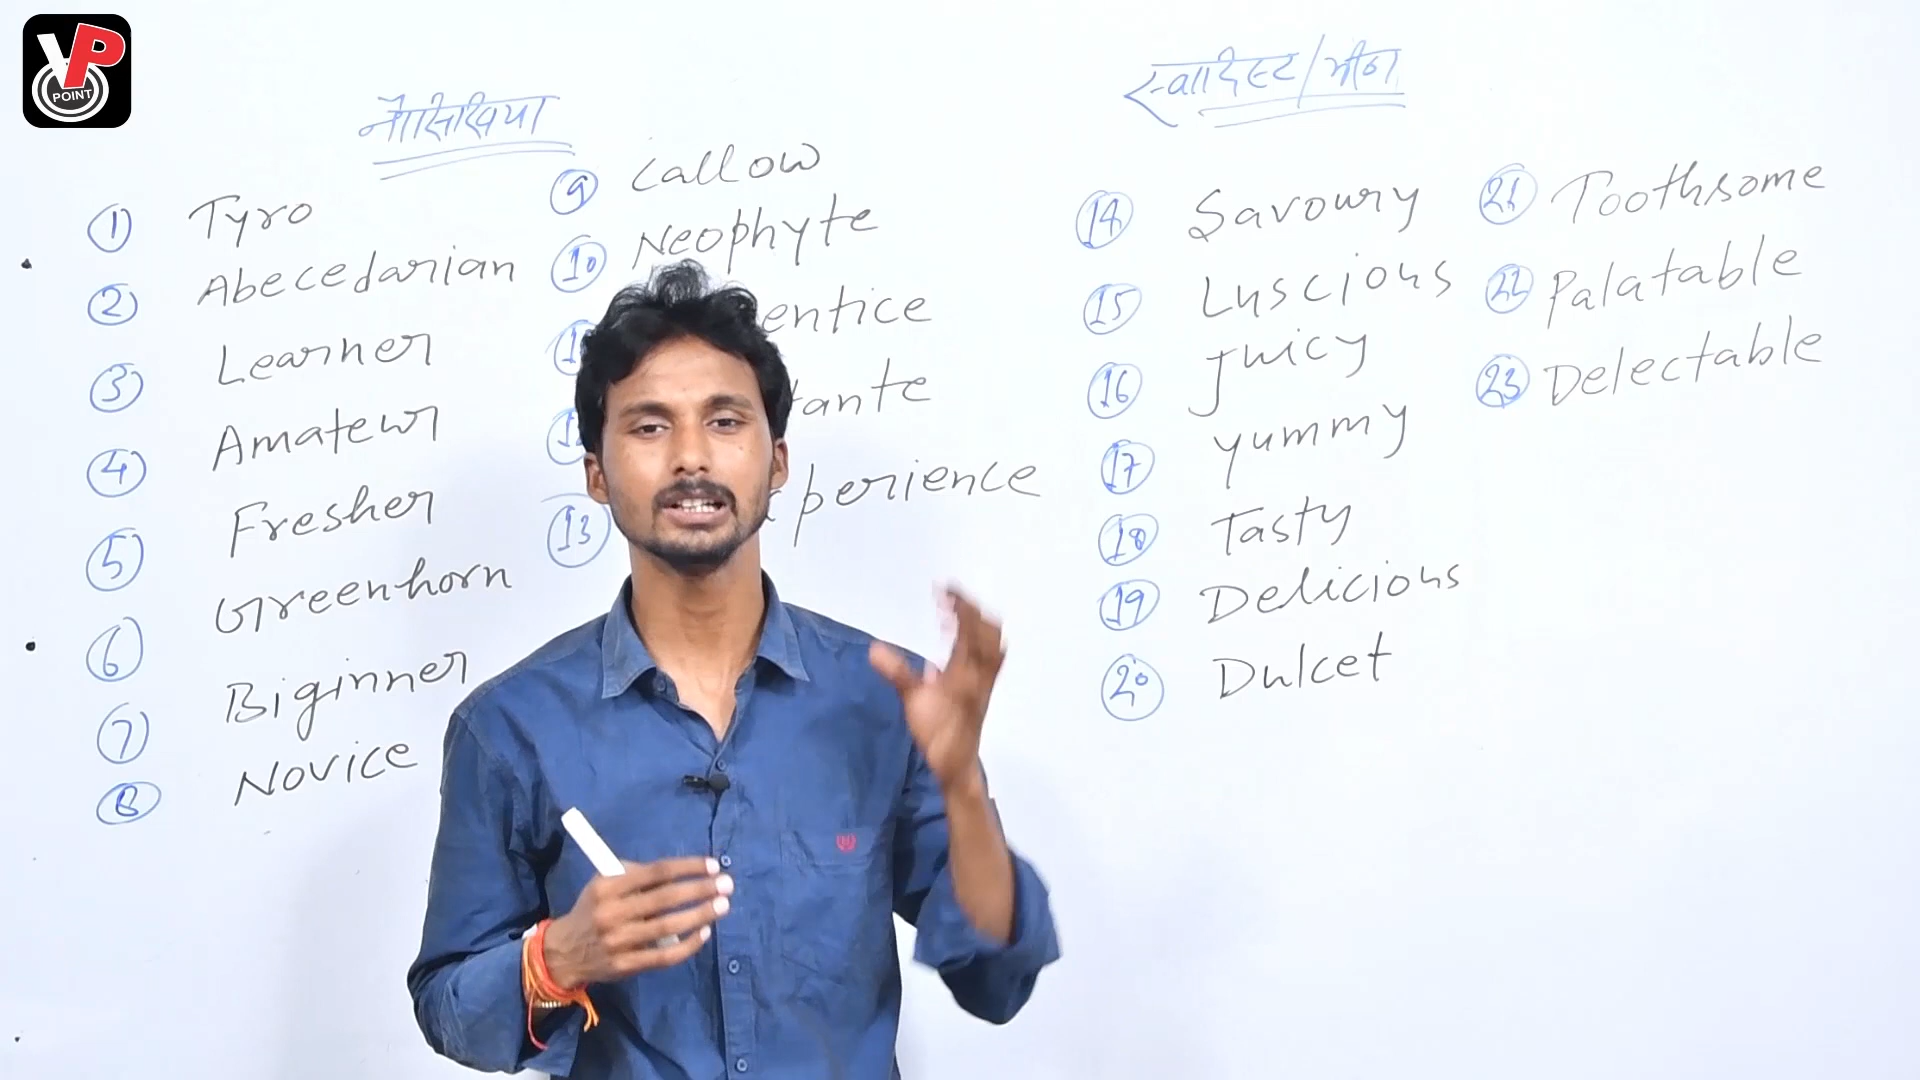 VP
POINT
नौसिखिया
① Tyro
② Abecedarian
③ Learner
④ Amateur
⑤ Fresher
⑥ Greenhorn
⑦ Biginner
⑧ Novice
⑨ Callow
⑩ Neophyte
entice
tante
⑬ xperience
स्वादिस्ट/मीठा
⑭ Savoury
⑮ Luscious
⑯ Juicy
⑰ Yummy
⑱ Tasty
⑲ Delicious
⑳ Dulcet
㉑ Toothsome
㉒ Palatable
㉓ Delectable